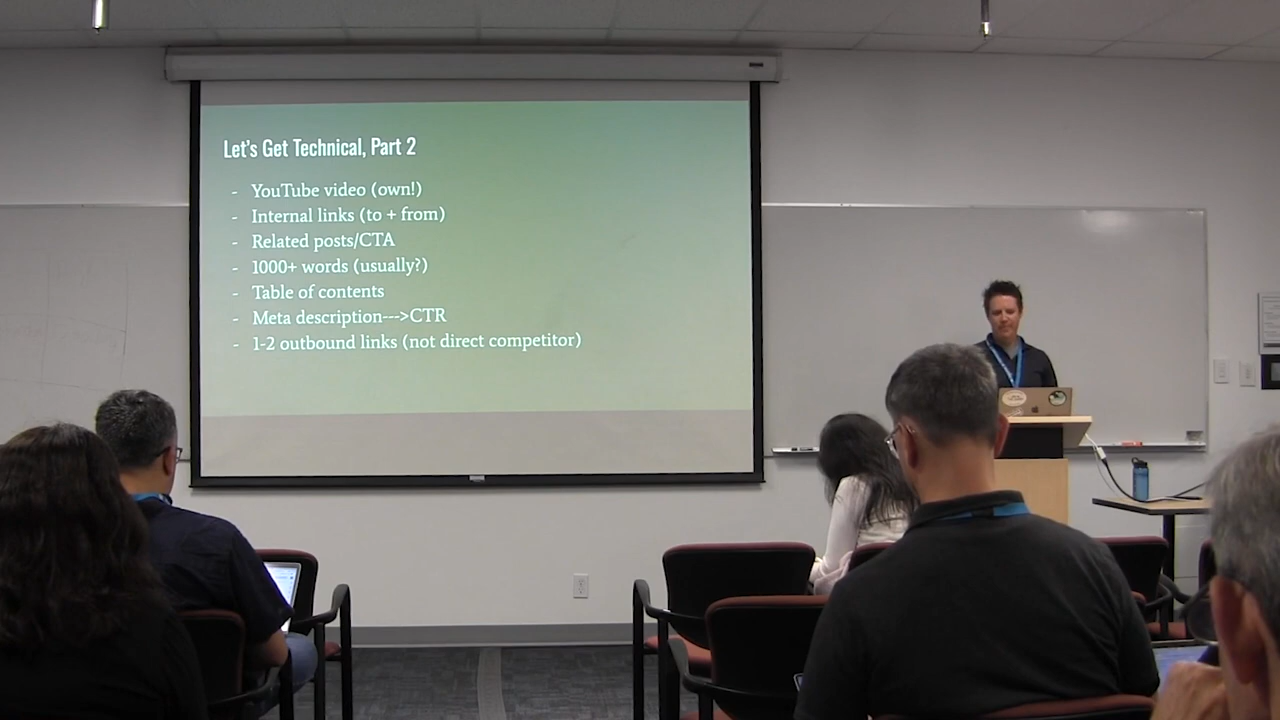 Let's Get Technical, Part 2
- YouTube video (own!)
- Internal links (to + from)
- Related posts/CTA
- 1000+ words (usually?)
- Table of contents
- Meta description--->CTR
- 1-2 outbound links (not direct competitor)